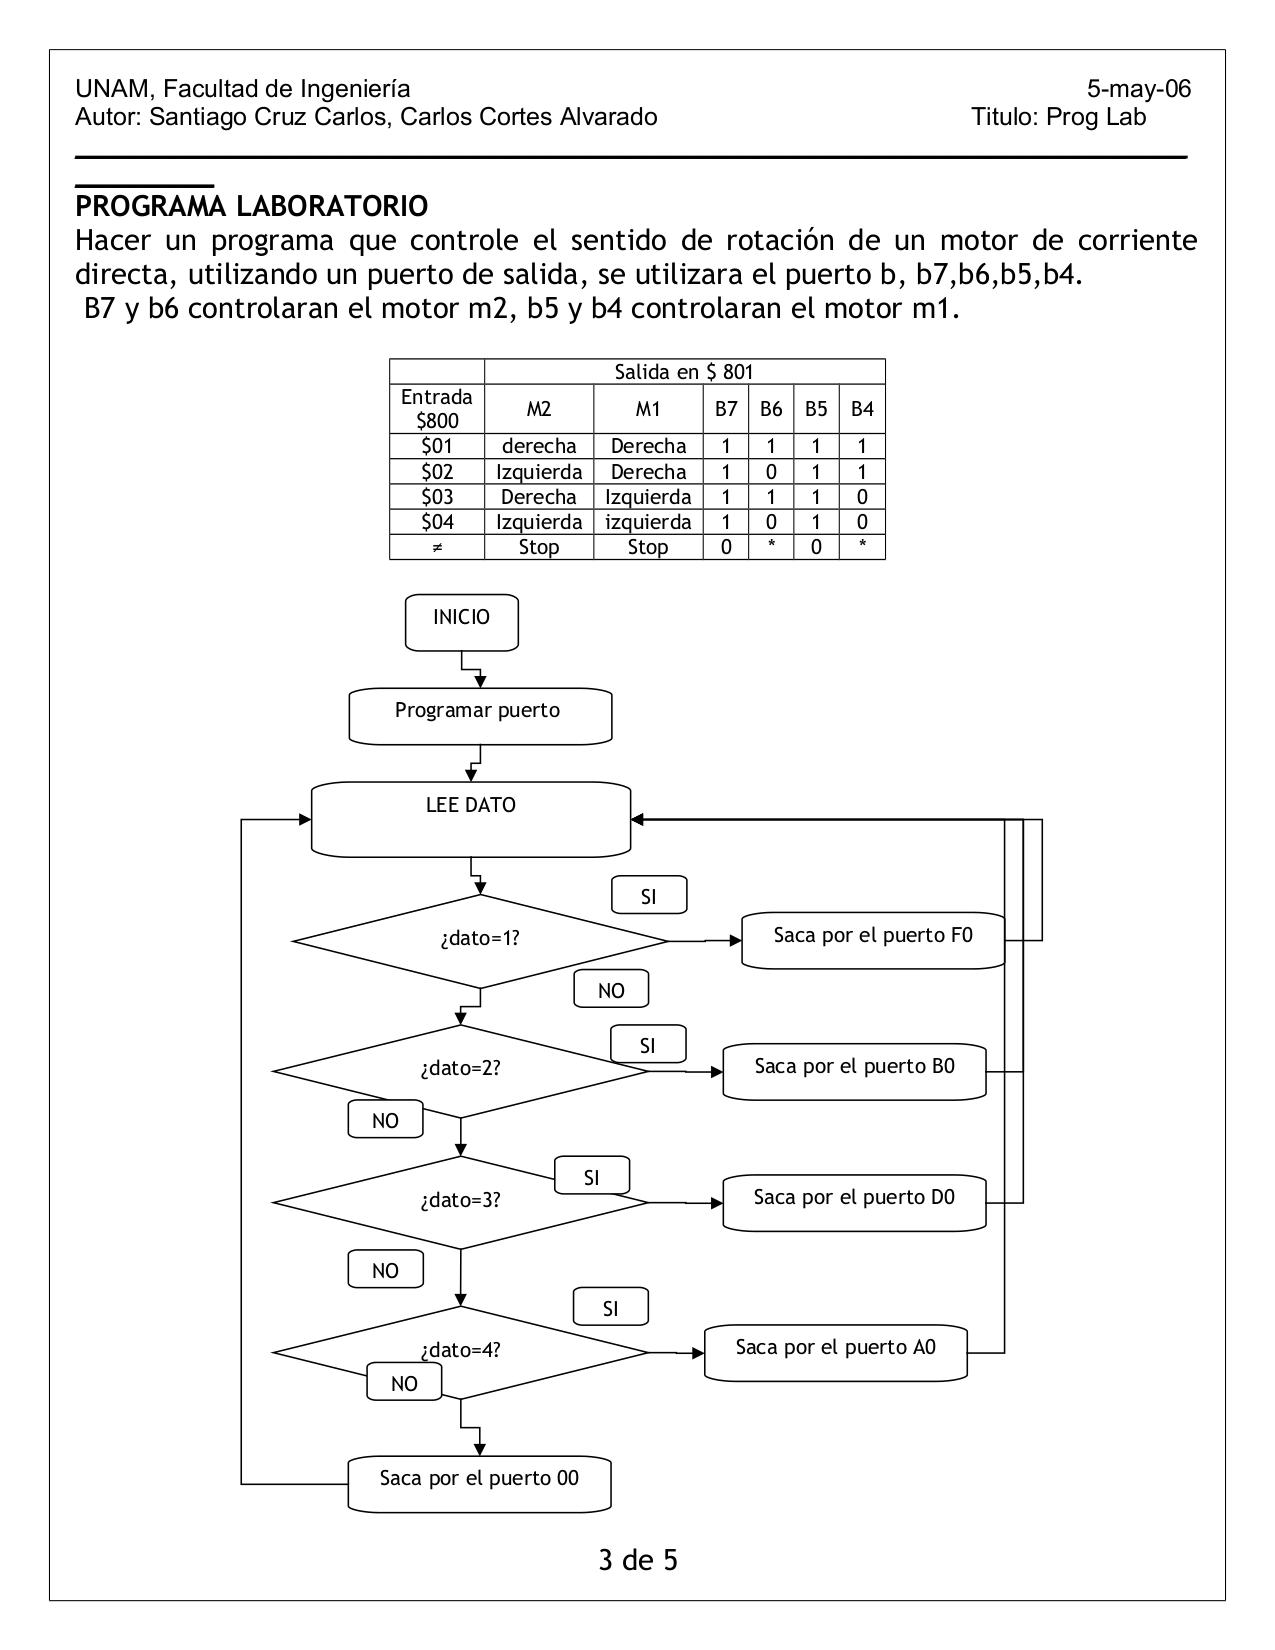 UNAM, Facultad de Ingeniería 5-may-06
Autor: Santiago Cruz Carlos, Carlos Cortes Alvarado Titulo: Prog Lab
PROGRAMA LABORATORIO
Hacer un programa que controle el sentido de rotación de un motor de corriente
directa, utilizando un puerto de salida, se utilizara el puerto b, b7,b6,b5,b4.
B7 y b6 controlaran el motor m2, b5 y b4 controlaran el motor m1.
Salida en $ 801
Entrada
$800 M2 M1 B7 B6 B5 B4
$01 derecha Derecha 1 1 1 1
$02 Izquierda Derecha 1 0 1 1
$03 Derecha Izquierda 1 1 1 0
$04 Izquierda izquierda 1 0 1 0
≠ Stop Stop 0 * 0 *
INICIO
Programar puerto
LEE DATO
SI
¿dato=1? Saca por el puerto F0
NO
SI
¿dato=2? Saca por el puerto B0
NO
SI
¿dato=3? Saca por el puerto D0
NO
SI
¿dato=4? Saca por el puerto A0
NO
Saca por el puerto 00
3 de 5